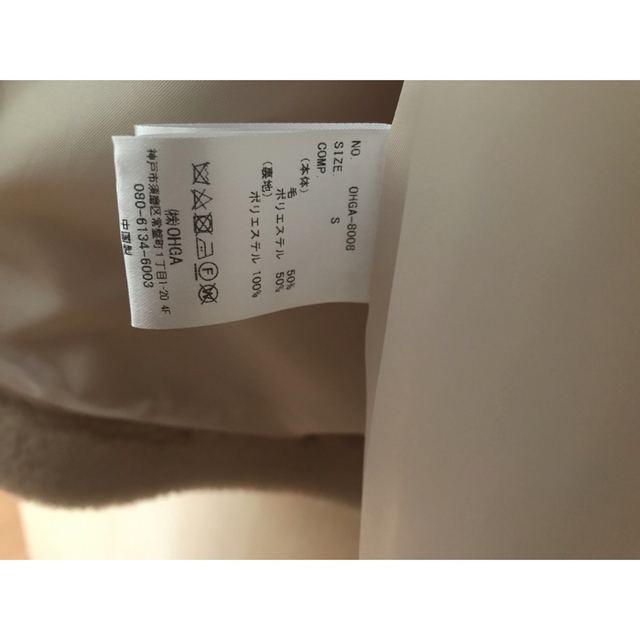 NO. OHGA-8008
SIZE S
COMP.
(本体)
毛 50%
ポリエステル 50%
(裏地)
ポリエステル 100%
㈱OHGA
神戸市須磨区常盤町1丁目1-20 4F
080-6134-6003
中国製